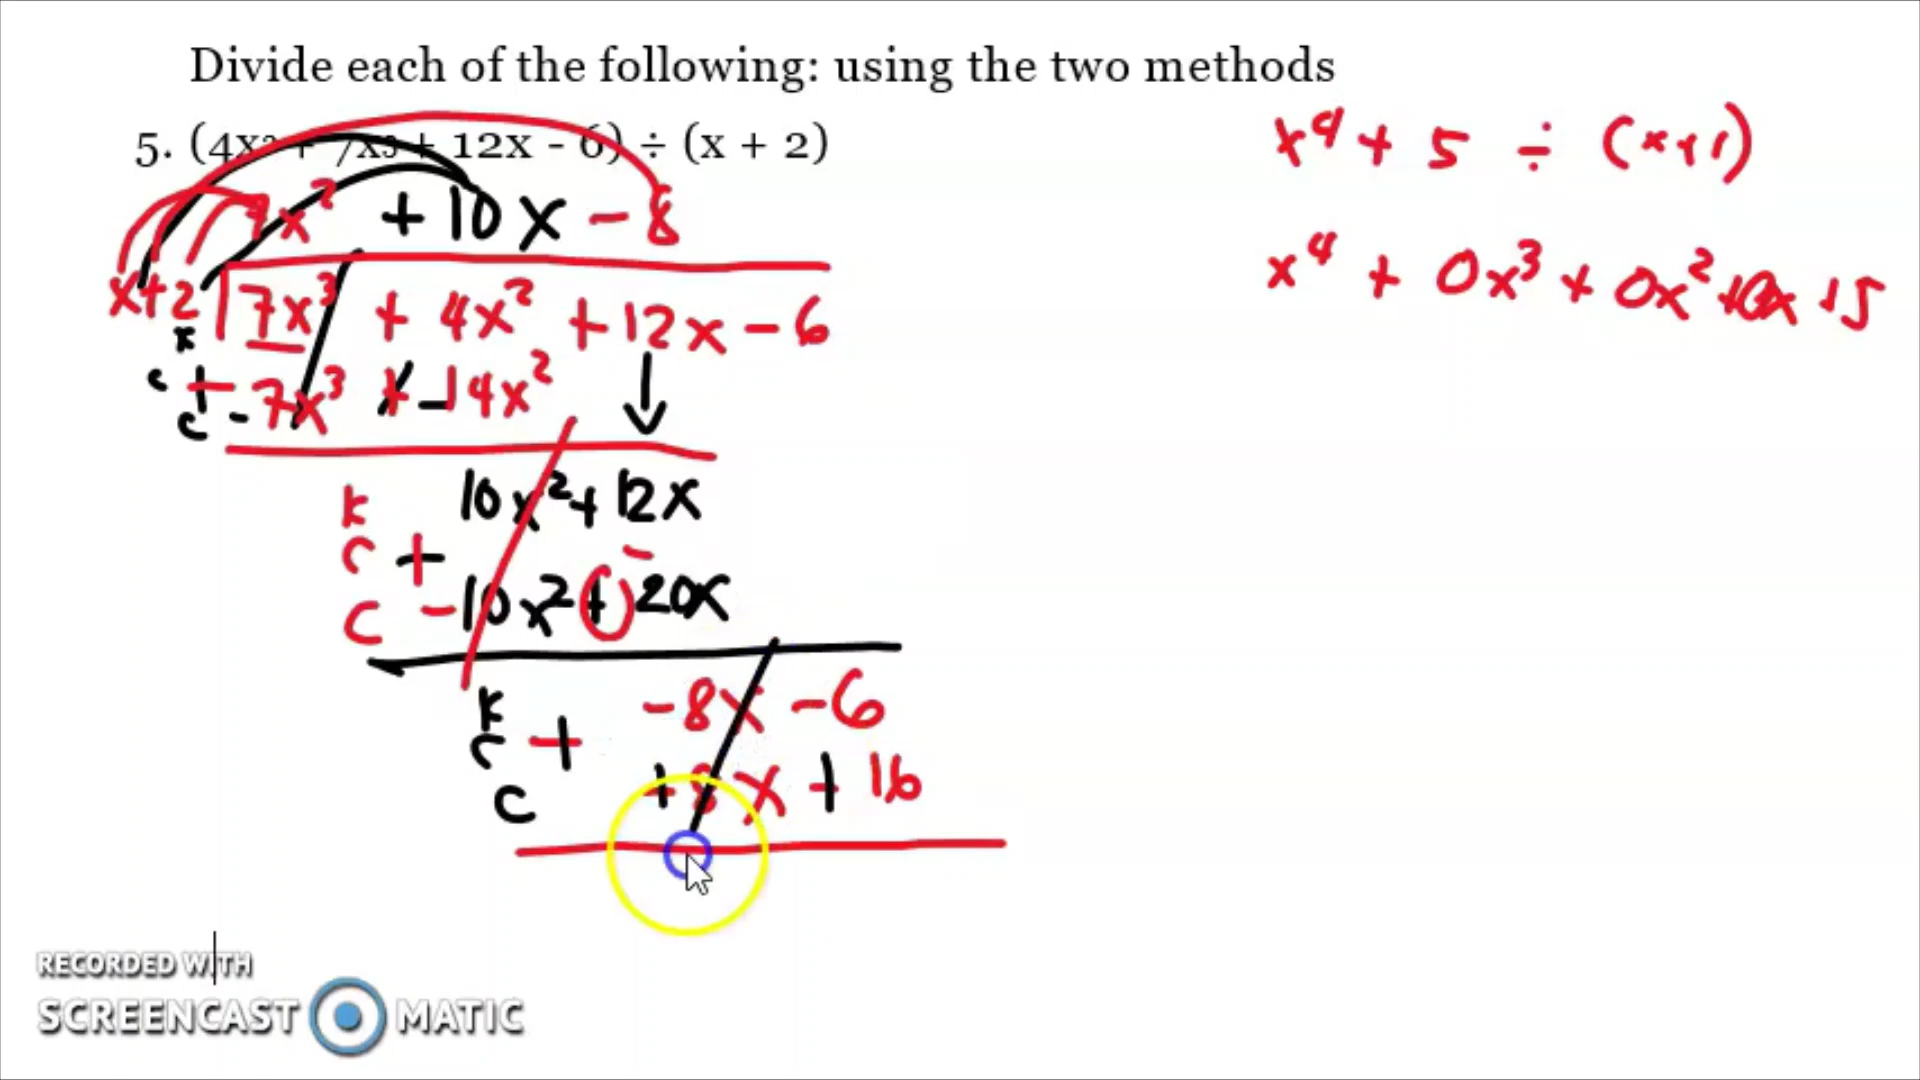 Divide each of the following: using the two methods
5. (4x² + 7x³ + 12x - 6) ÷ (x + 2)
x⁴ + 5 ÷ (x+1)
x⁴ + 0x³ + 0x² + 0x + 5
7x² + 10x - 8
x+2 7x³ + 4x² + 12x - 6
k
c + - 7x³ + - 14x²
c
k 10x² + 12x
c +
c - 10x² + - 20x
k - 8x - 6
c +
c + 8x + 16
RECORDED WITH
SCREENCAST MATIC